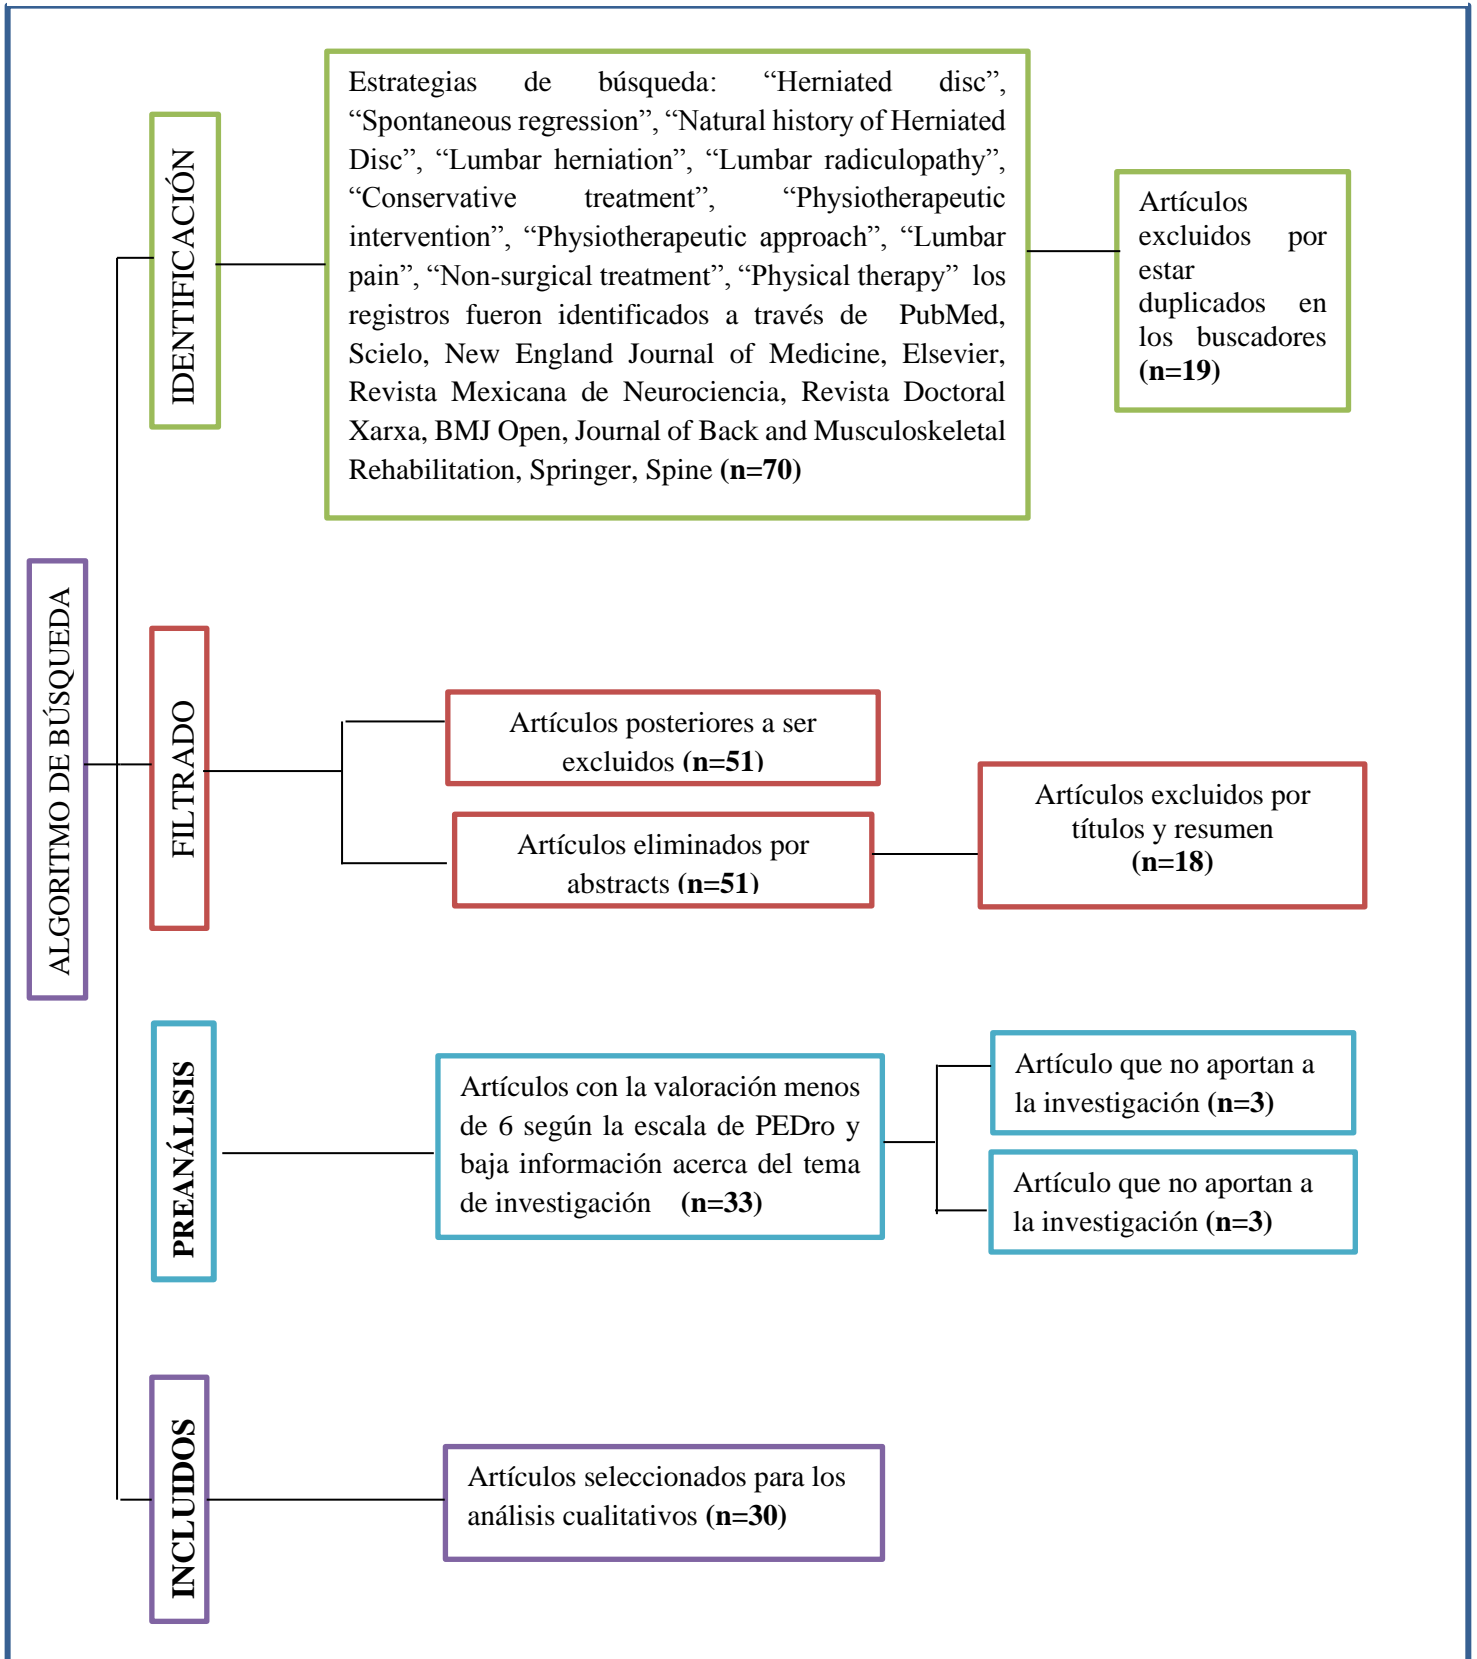 ALGORITMO DE BÚSQUEDA
IDENTIFICACIÓN
Estrategias de búsqueda: “Herniated disc”,
“Spontaneous regression”, “Natural history of Herniated
Disc”, “Lumbar herniation”, “Lumbar radiculopathy”,
“Conservative treatment”, “Physiotherapeutic
intervention”, “Physiotherapeutic approach”, “Lumbar
pain”, “Non-surgical treatment”, “Physical therapy” los
registros fueron identificados a través de PubMed,
Scielo, New England Journal of Medicine, Elsevier,
Revista Mexicana de Neurociencia, Revista Doctoral
Xarxa, BMJ Open, Journal of Back and Musculoskeletal
Rehabilitation, Springer, Spine (n=70)
Artículos
excluidos por
estar
duplicados en
los buscadores
(n=19)
FILTRADO
Artículos posteriores a ser
excluidos (n=51)
Artículos eliminados por
abstracts (n=51)
Artículos excluidos por
títulos y resumen
(n=18)
PREANÁLISIS
Artículos con la valoración menos
de 6 según la escala de PEDro y
baja información acerca del tema
de investigación (n=33)
Artículo que no aportan a
la investigación (n=3)
Artículo que no aportan a
la investigación (n=3)
INCLUIDOS
Artículos seleccionados para los
análisis cualitativos (n=30)